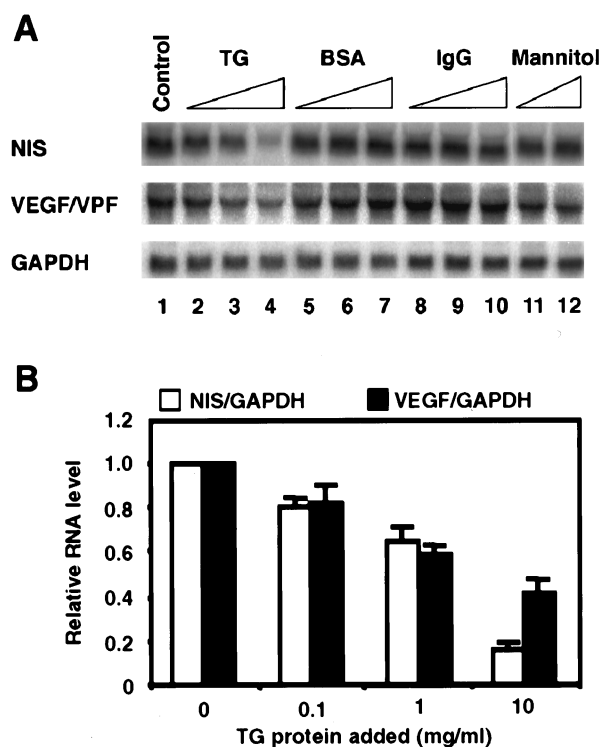 A
Control TG BSA IgG Mannitol
NIS
VEGF/VPF
GAPDH
1 2 3 4 5 6 7 8 9 10 11 12
B
NIS/GAPDH VEGF/GAPDH
1.2
1.0
0.8
0.6
0.4
0.2
0
Relative RNA level
0 0.1 1 10
TG protein added (mg/ml)